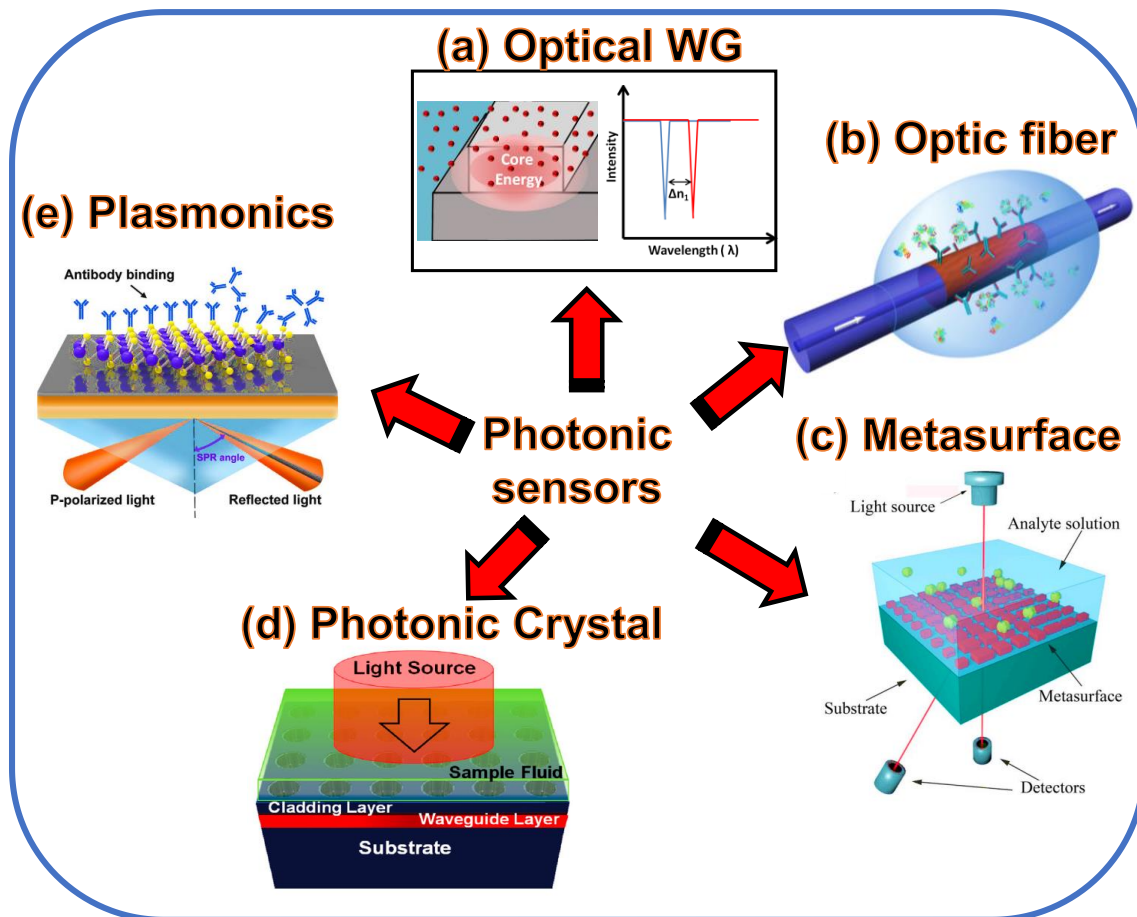 (a) Optical WG
Core
Energy
Intensity
Δn₁
Wavelength ( λ)
(b) Optic fiber
(e) Plasmonics
Antibody binding
SPR angle
P-polarized light
Reflected light
Photonic
sensors
(c) Metasurface
Light source
Analyte solution
Substrate
Metasurface
Detectors
(d) Photonic Crystal
Light Source
Sample Fluid
Cladding Layer
Waveguide Layer
Substrate